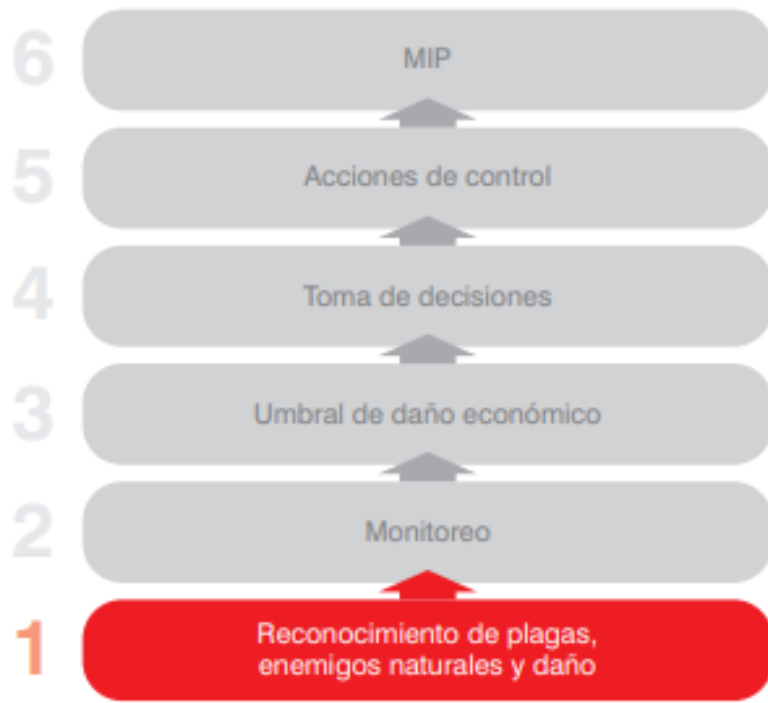 6
MIP
5
Acciones de control
4
Toma de decisiones
3
Umbral de daño económico
2
Monitoreo
1
Reconocimiento de plagas,
enemigos naturales y daño